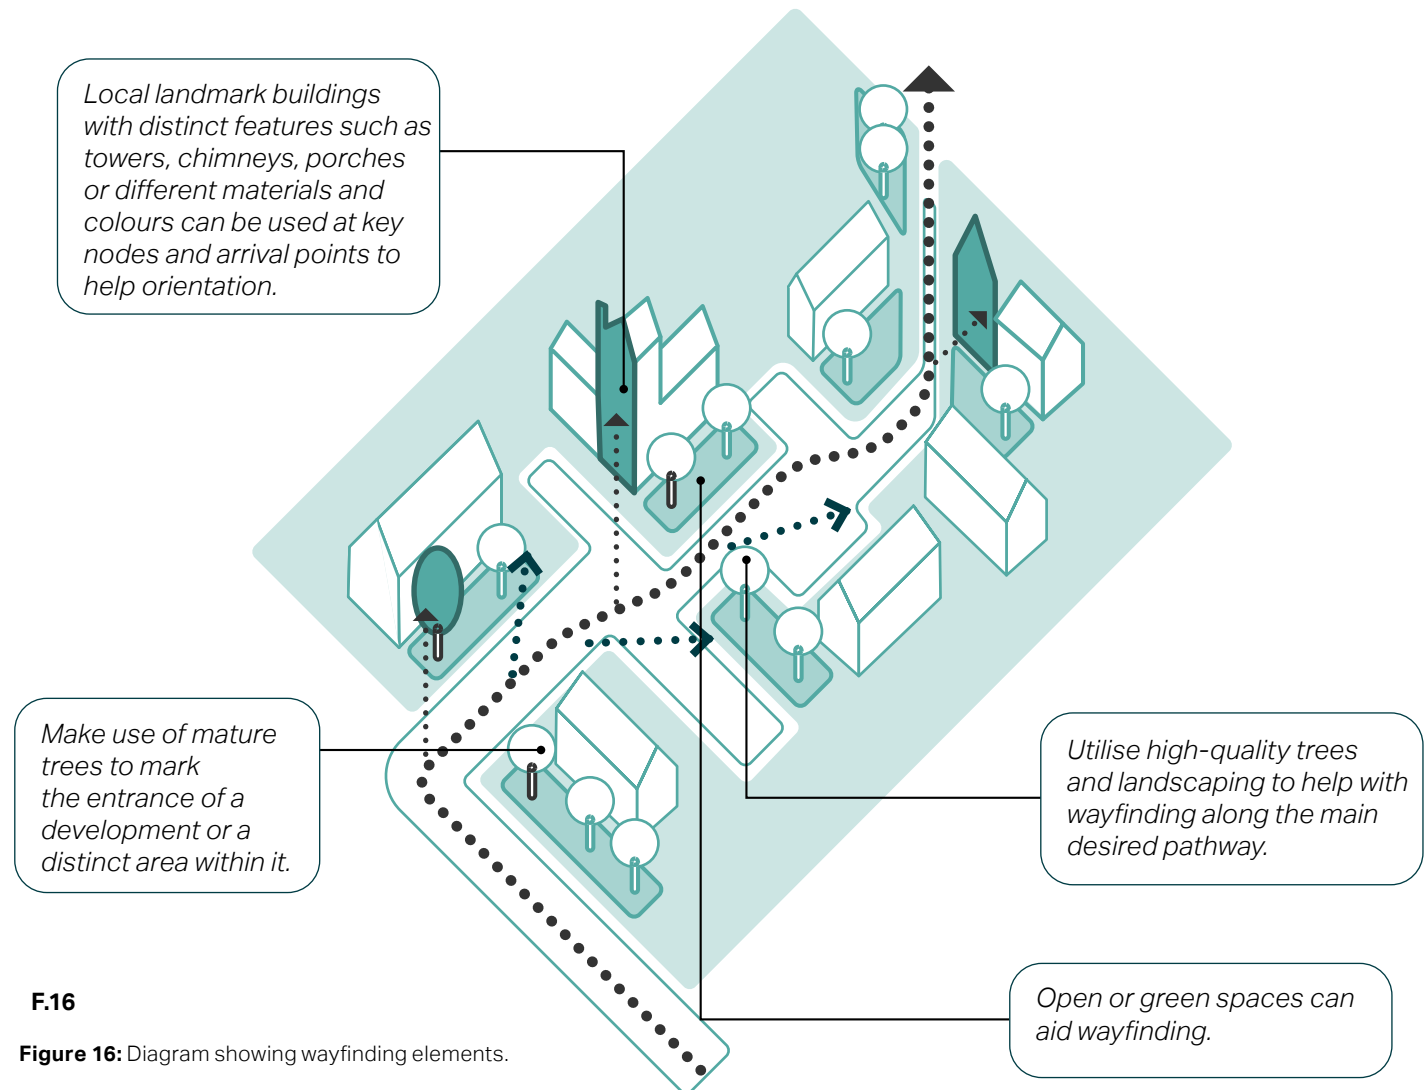 Local landmark buildings
with distinct features such as
towers, chimneys, porches
or different materials and
colours can be used at key
nodes and arrival points to
help orientation.
Make use of mature
trees to mark
the entrance of a
development or a
distinct area within it.
Utilise high-quality trees
and landscaping to help with
wayfinding along the main
desired pathway.
Open or green spaces can
aid wayfinding.
F.16
Figure 16: Diagram showing wayfinding elements.